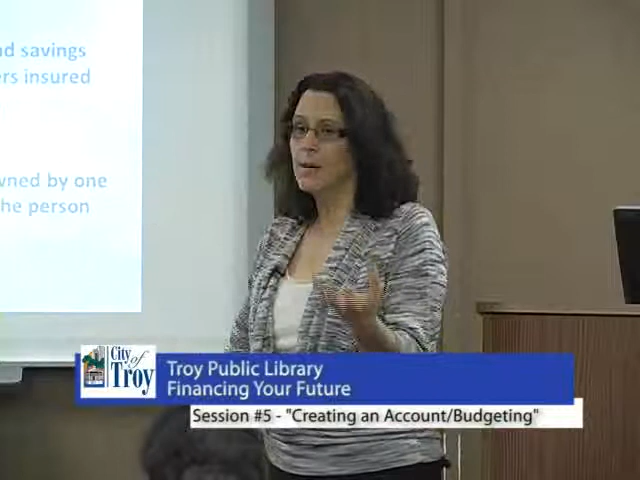 d savings
rs insured
wned by one
he person
City of
Troy
Troy Public Library
Financing Your Future
Session #5 - "Creating an Account/Budgeting"